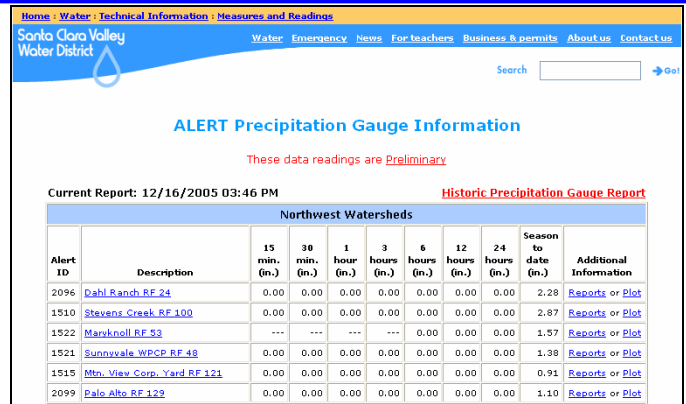 Home : Water : Technical Information : Measures and Readings
Santa Clara Valley
Water District
Water Emergency News For teachers Business & permits About us Contact us
Search Go!
ALERT Precipitation Gauge Information
These data readings are Preliminary
Current Report: 12/16/2005 03:46 PM Historic Precipitation Gauge Report
Northwest Watersheds
Alert ID Description 15 min. (in.) 30 min. (in.) 1 hour (in.) 3 hours (in.) 6 hours (in.) 12 hours (in.) 24 hours (in.) Season to date (in.) Additional Information
2096 Dahl Ranch RF 24 0.00 0.00 0.00 0.00 0.00 0.00 0.00 2.28 Reports or Plot
1510 Stevens Creek RF 100 0.00 0.00 0.00 0.00 0.00 0.00 0.00 2.87 Reports or Plot
1522 Maryknoll RF 53 --- --- --- --- 0.00 0.00 0.00 1.57 Reports or Plot
1521 Sunnyvale WPCP RF 48 0.00 0.00 0.00 0.00 0.00 0.00 0.00 1.38 Reports or Plot
1515 Mtn. View Corp. Yard RF 121 0.00 0.00 0.00 0.00 0.00 0.00 0.00 0.91 Reports or Plot
2099 Palo Alto RF 129 0.00 0.00 0.00 0.00 0.00 0.00 0.00 1.10 Reports or Plot